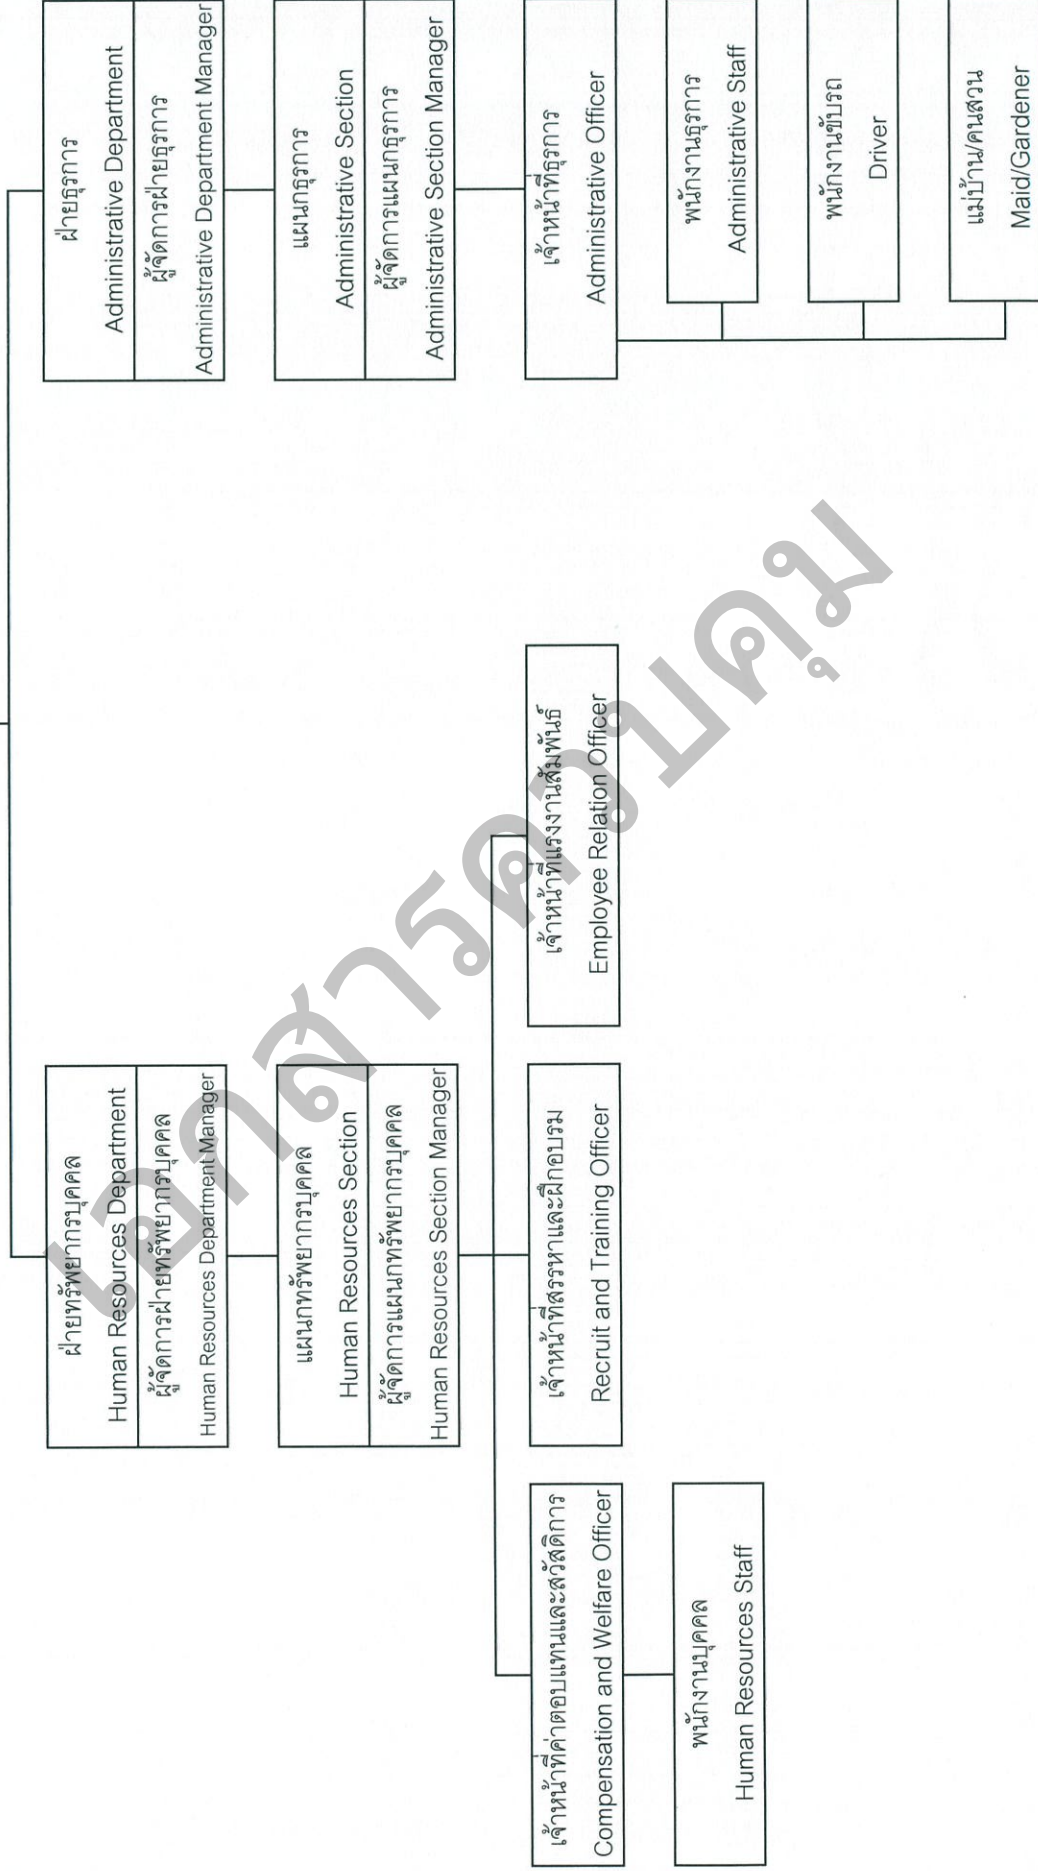 ฝ่ายทรัพยากรบุคคล
Human Resources Department
ผู้จัดการฝ่ายทรัพยากรบุคคล
Human Resources Department Manager
ฝ่ายธุรการ
Administrative Department
ผู้จัดการฝ่ายธุรการ
Administrative Department Manager
แผนกทรัพยากรบุคคล
Human Resources Section
ผู้จัดการแผนกทรัพยากรบุคคล
Human Resources Section Manager
แผนกธุรการ
Administrative Section
ผู้จัดการแผนกธุรการ
Administrative Section Manager
เจ้าหน้าที่ค่าตอบแทนและสวัสดิการ
Compensation and Welfare Officer
เจ้าหน้าที่สรรหาและฝึกอบรม
Recruit and Training Officer
เจ้าหน้าที่แรงงานสัมพันธ์
Employee Relation Officer
เจ้าหน้าที่ธุรการ
Administrative Officer
พนักงานบุคคล
Human Resources Staff
พนักงานธุรการ
Administrative Staff
พนักงานขับรถ
Driver
แม่บ้าน/คนสวน
Maid/Gardener
เอกสารควบคุม